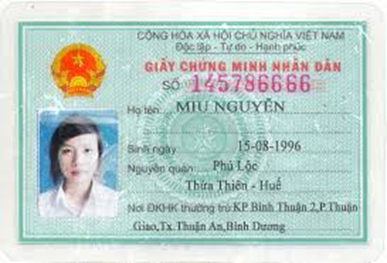 CỘNG HÒA XÃ HỘI CHỦ NGHĨA VIỆT NAM
Độc lập - Tự do - Hạnh phúc
GIẤY CHỨNG MINH NHÂN DÂN
SỐ 145786666
Họ tên MIU NGUYỄN
Sinh ngày 15-08-1996
Nguyên quán Phú Lộc
Thừa Thiên - Huế
Nơi ĐKHK thường trú KP Bình Thuận 2,P.Thuận
Giao,Tx.Thuận An,Bình Dương